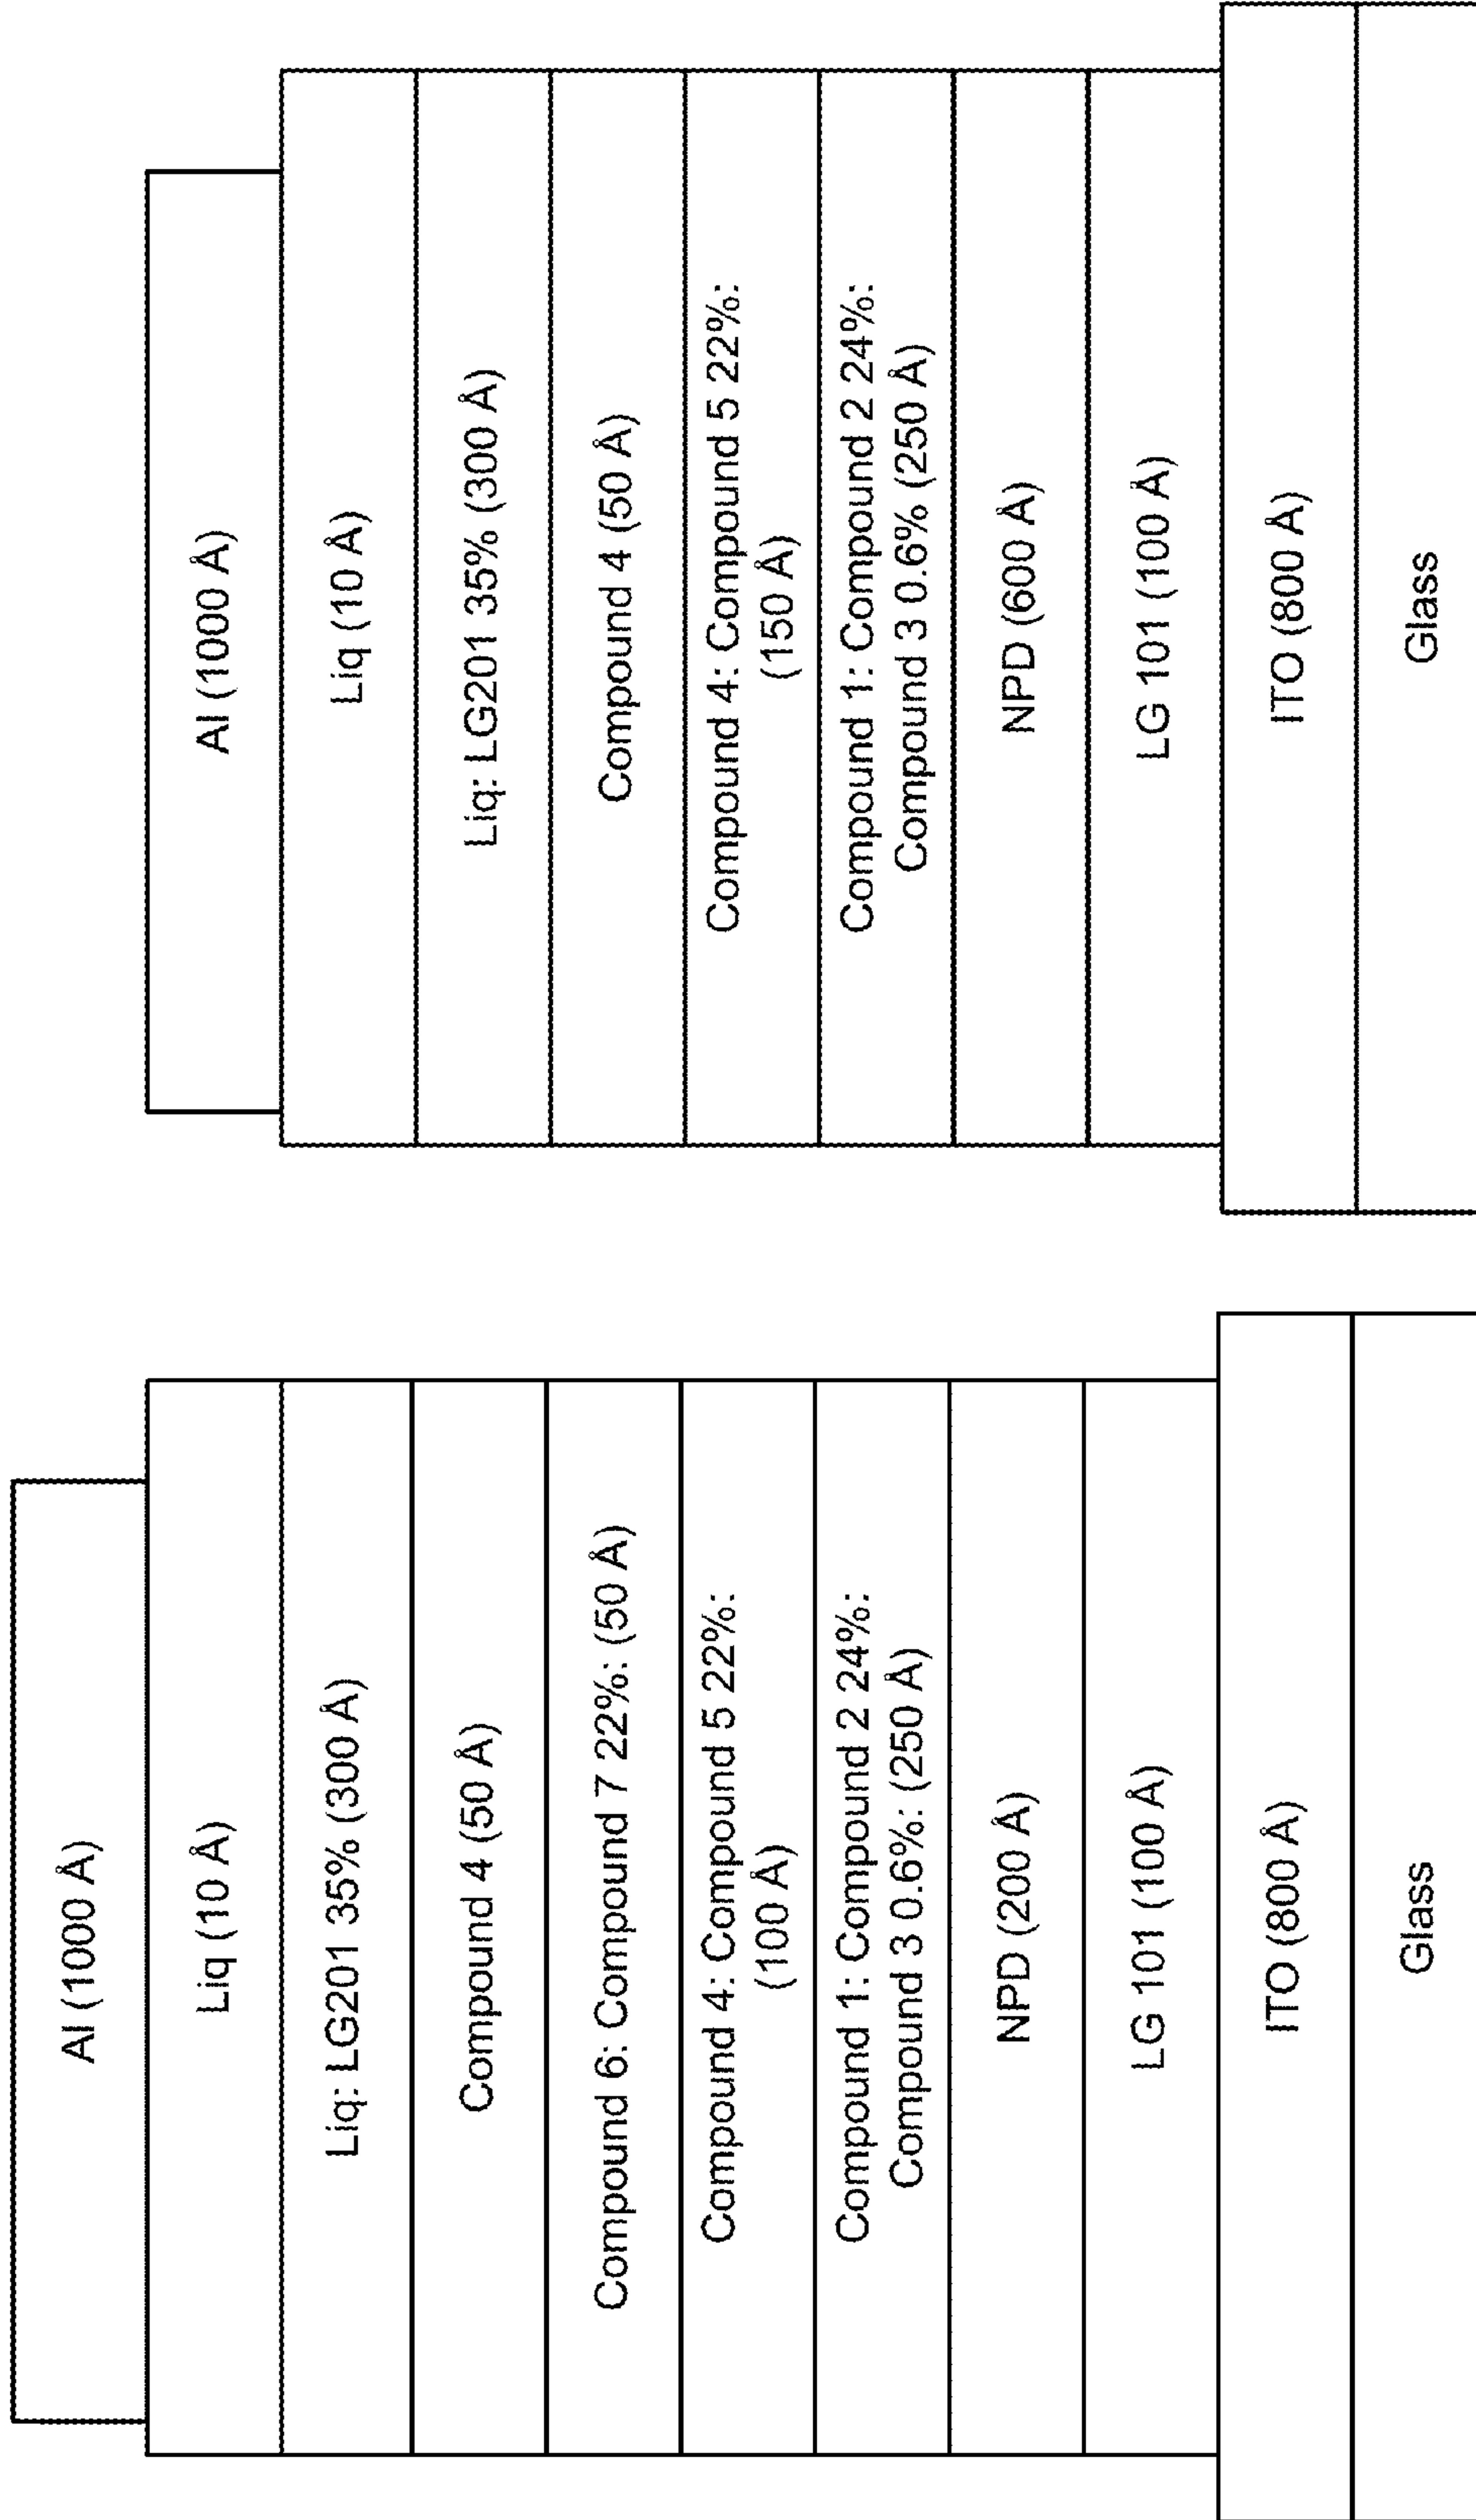 Al (1000 Å)
Liq (10 Å)
Liq: LG201 35% (300 Å)
Compound 4 (50 Å)
Compound 6: Compound 7 22%: (50 Å)
Compound 4: Compound 5 22%:
(100 Å)
Compound 1: Compound 2 24%:
Compound 3 0.6%: (250 Å)
NPD (200 Å)
LG 101 (100 Å)
ITO (800 Å)
Glass
Al (1000 Å)
Liq (10 Å)
Liq: LG201 35% (300 Å)
Compound 4 (50 Å)
Compound 4: Compound 5 22%:
(150 Å)
Compound 1: Compound 2 24%:
Compound 3 0.6% (250 Å)
NPD (600 Å)
LG 101 (100 Å)
ITO (800 Å)
Glass